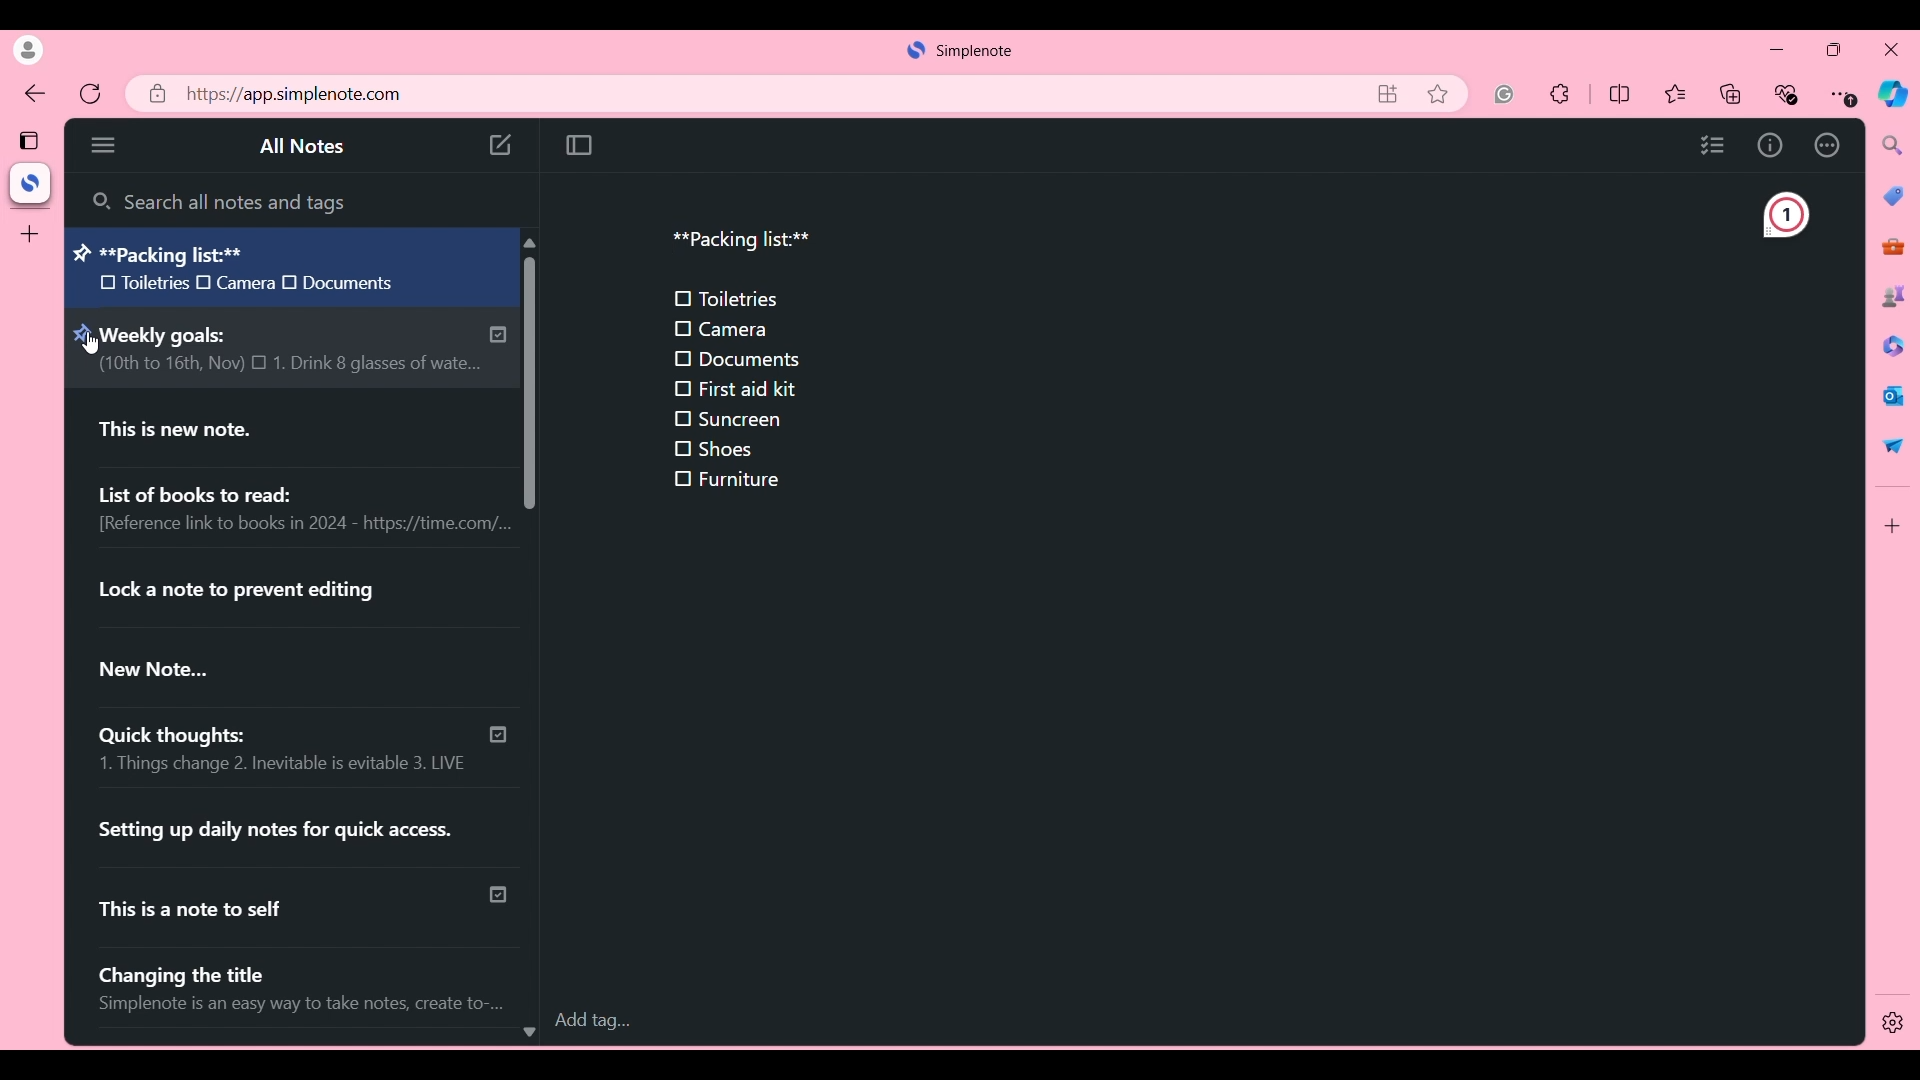 Simplenote
https://app.simplenote.com
All Notes
Search all notes and tags
**Packing list:**
☐ Toiletries ☐ Camera ☐ Documents
Weekly goals:
(10th to 16th, Nov) ☐ 1. Drink 8 glasses of wate...
This is new note.
List of books to read:
[Reference link to books in 2024 - https://time.com/...
Lock a note to prevent editing
New Note...
Quick thoughts:
1. Things change 2. Inevitable is evitable 3. LIVE
Setting up daily notes for quick access.
This is a note to self
Changing the title
Simplenote is an easy way to take notes, create to-...
1
**Packing list:**
☐ Toiletries
☐ Camera
☐ Documents
☐ First aid kit
☐ Suncreen
☐ Shoes
☐ Furniture
Add tag...